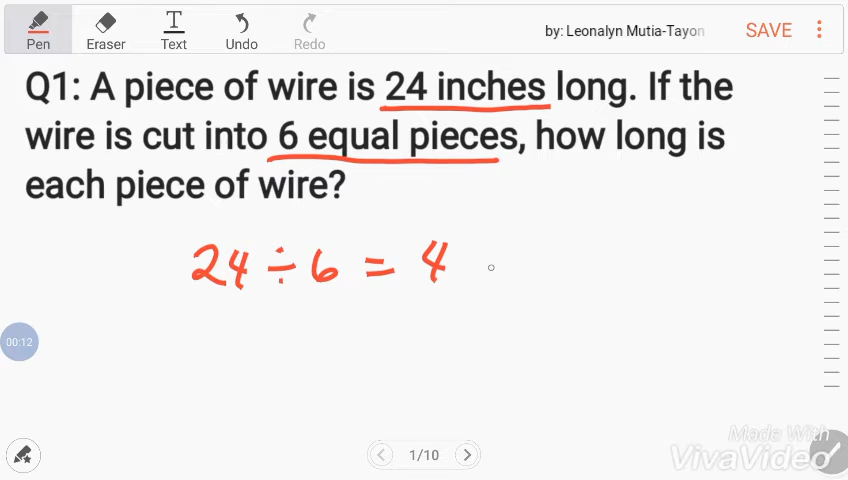 Pen Eraser Text Undo Redo by: Leonalyn Mutia-Tayon SAVE
Q1: A piece of wire is 24 inches long. If the
wire is cut into 6 equal pieces, how long is
each piece of wire?
24 ÷ 6 = 4
00:12
1/10
Made With
VivaVideo